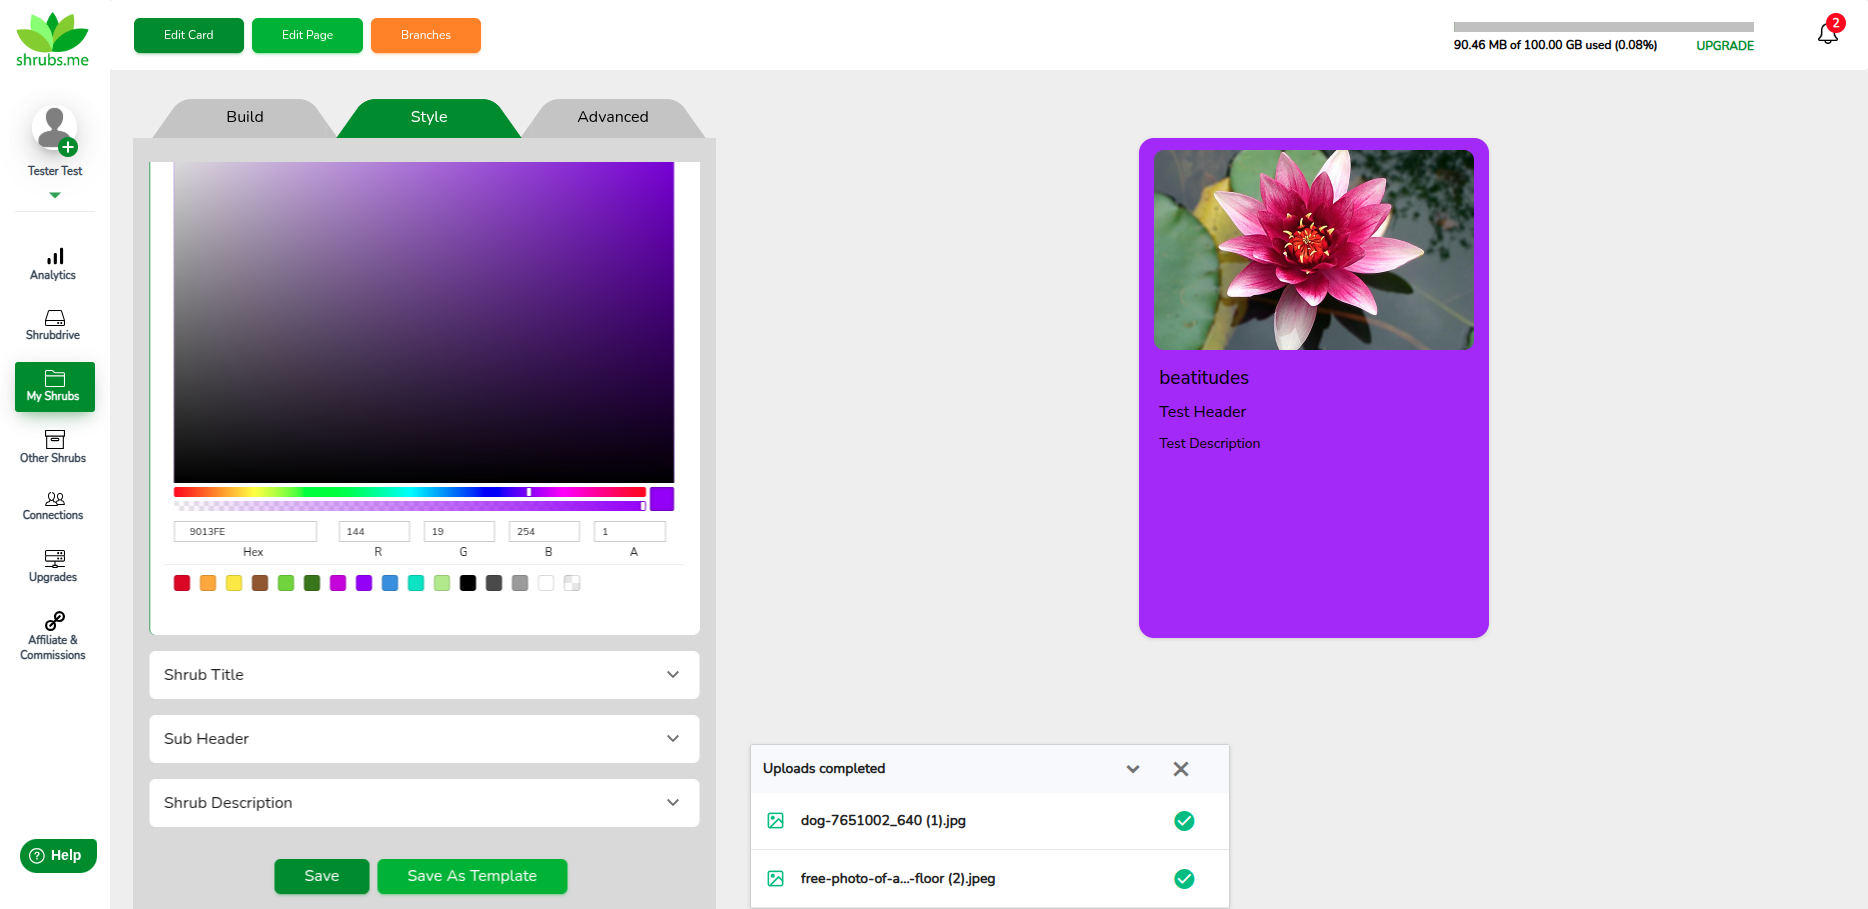 shrubs.me
Edit Card
Edit Page
Branches
90.46 MB of 100.00 GB used (0.08%)
UPGRADE
2
Tester Test
Analytics
Shrubdrive
My Shrubs
Other Shrubs
Connections
Upgrades
Affiliate &
Commissions
? Help
Build
Style
Advanced
9013FE
144
19
254
1
Hex
R
G
B
A
Shrub Title
Sub Header
Shrub Description
Save
Save As Template
beatitudes
Test Header
Test Description
Uploads completed
dog-7651002_640 (1).jpg
free-photo-of-a...-floor (2).jpeg